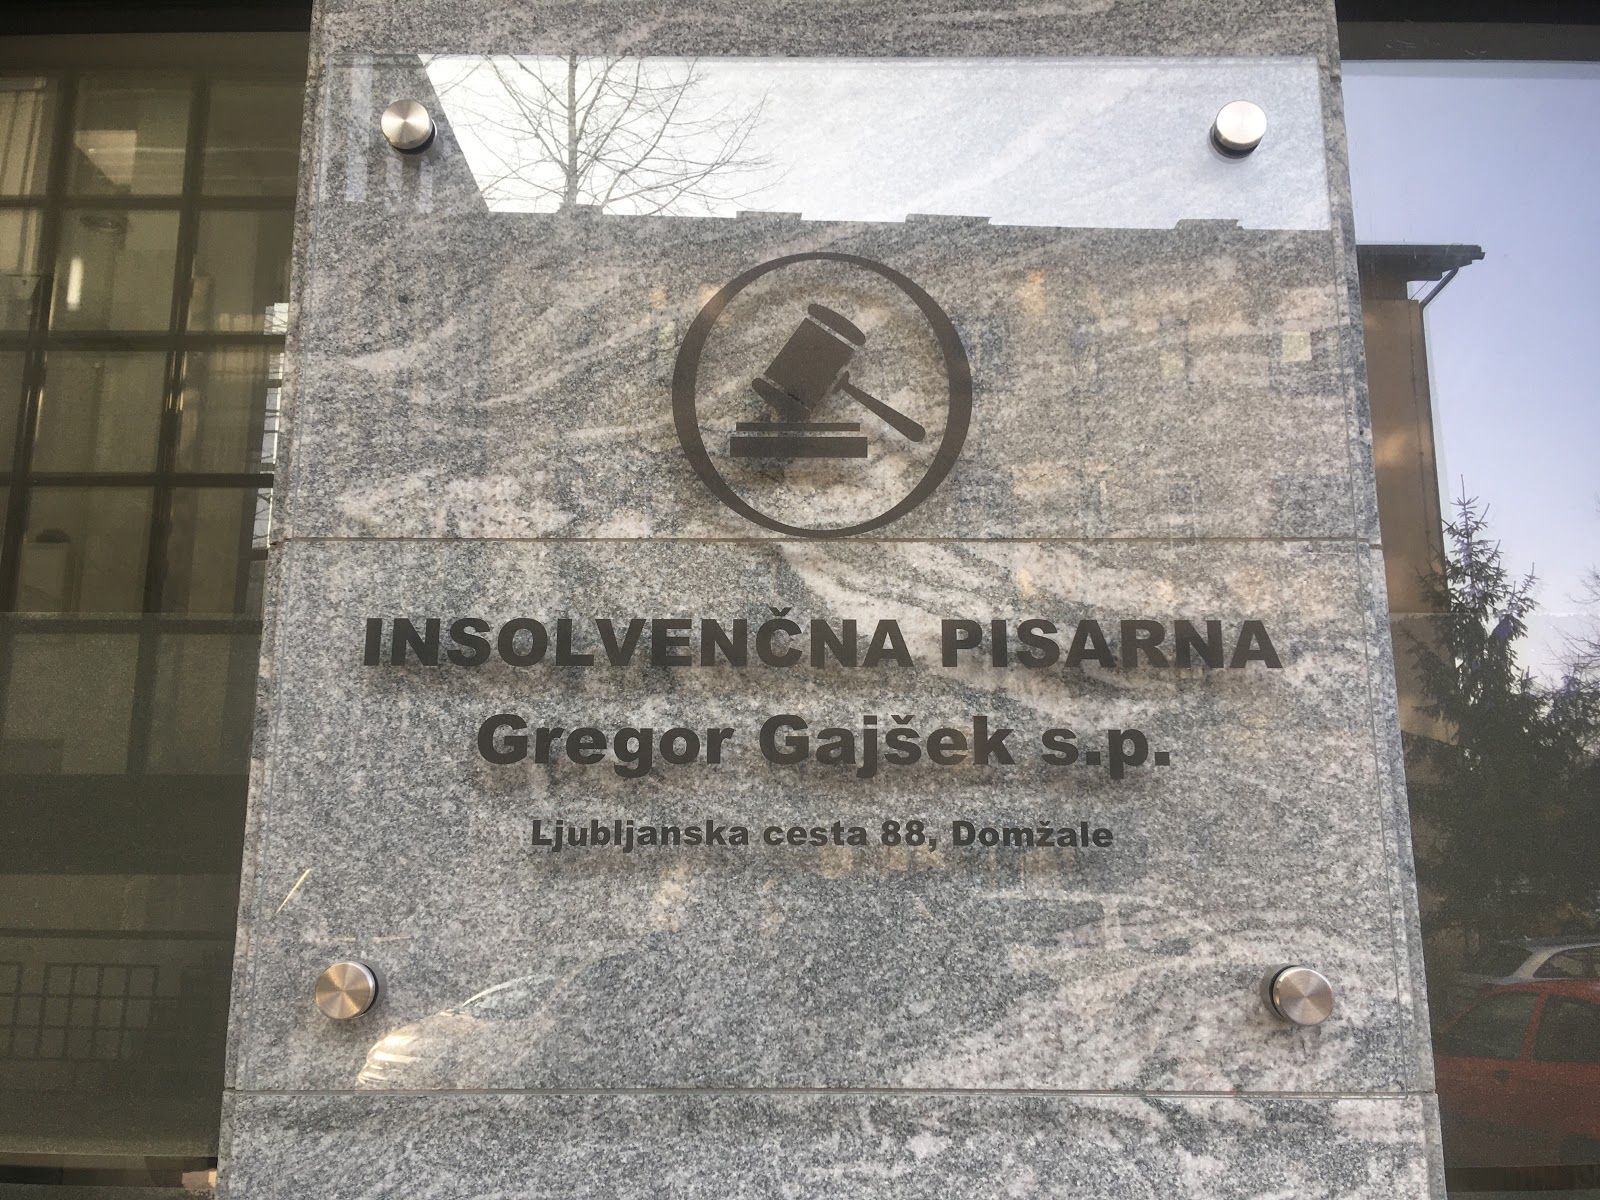 INSOLVENČNA PISARNA
Gregor Gajšek s.p.
Ljubljanska cesta 88, Domžale